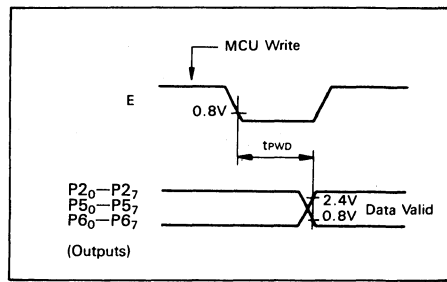 MCU Write
E
0.8V
tPWD
P2₀—P2₇
P5₀—P5₇
P6₀—P6₇
2.4V
0.8V
Data Valid
(Outputs)